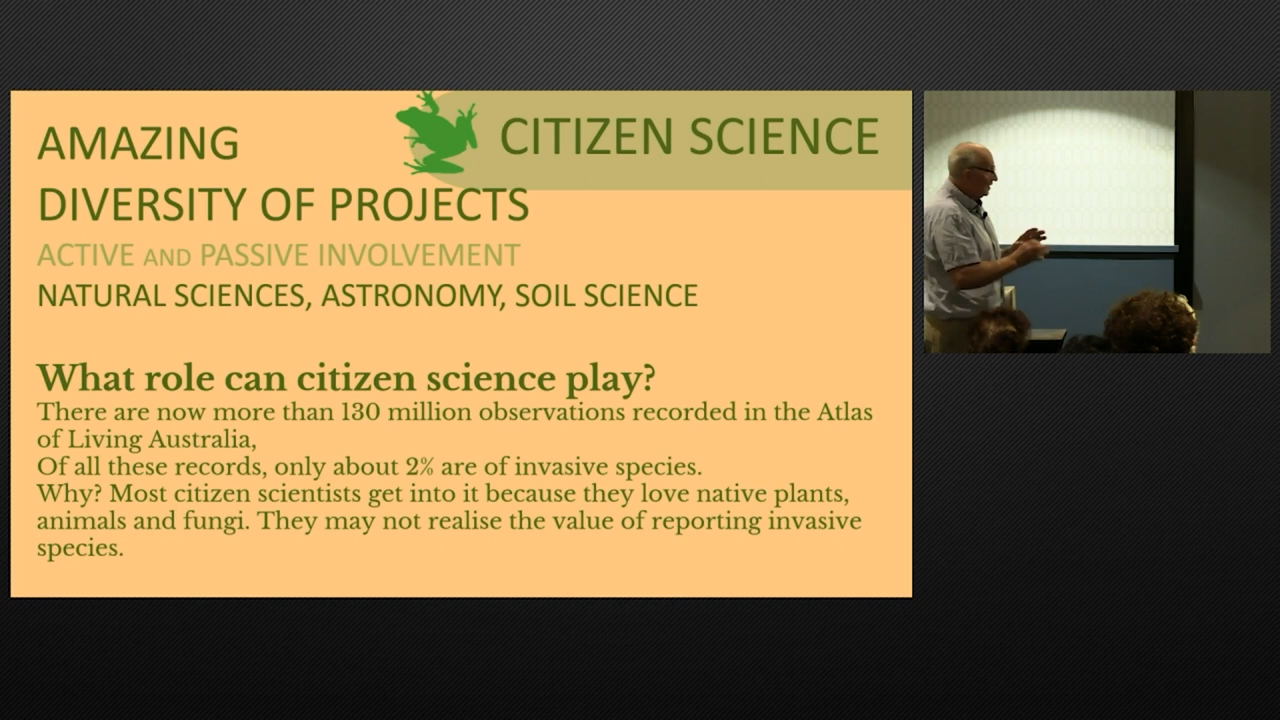 AMAZING
CITIZEN SCIENCE
DIVERSITY OF PROJECTS
ACTIVE AND PASSIVE INVOLVEMENT
NATURAL SCIENCES, ASTRONOMY, SOIL SCIENCE
What role can citizen science play?
There are now more than 130 million observations recorded in the Atlas
of Living Australia,
Of all these records, only about 2% are of invasive species.
Why? Most citizen scientists get into it because they love native plants,
animals and fungi. They may not realise the value of reporting invasive
species.